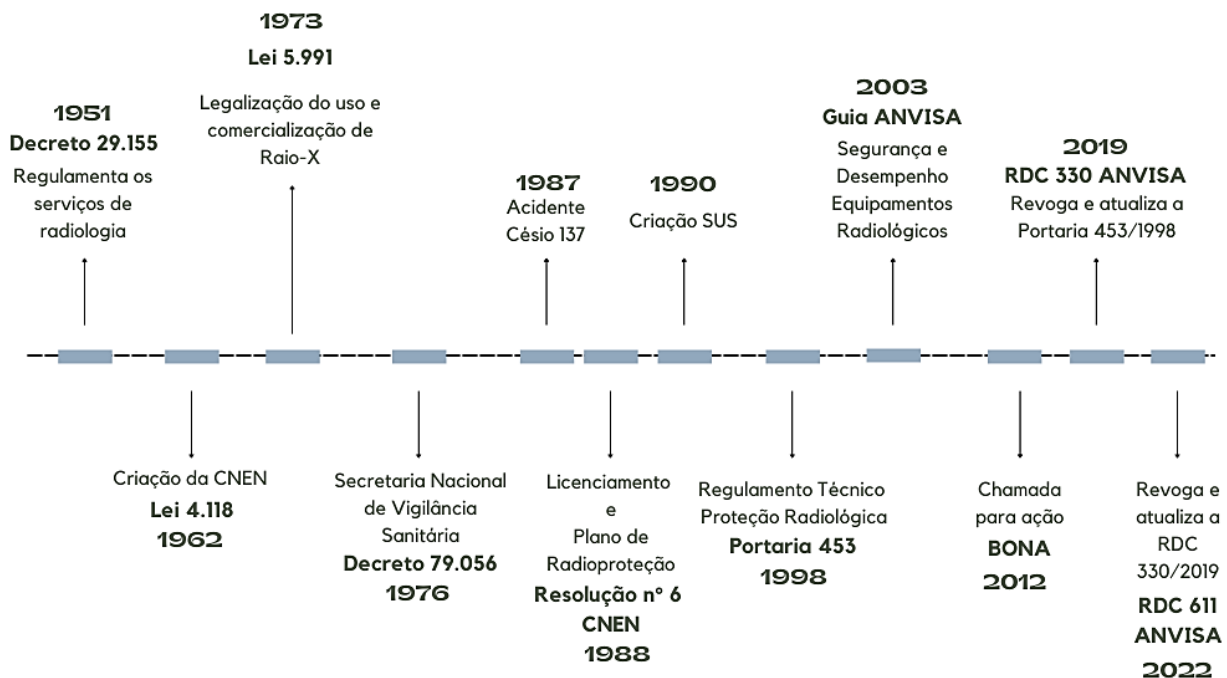 1951
Decreto 29.155
Regulamenta os
serviços de
radiologia
Criação da CNEN
Lei 4.118
1962
1973
Lei 5.991
Legalização do uso e
comercialização de
Raio-X
Secretaria Nacional
de Vigilância
Sanitária
Decreto 79.056
1976
1987
Acidente
Césio 137
Licenciamento
e
Plano de
Radioproteção
Resolução nº 6
CNEN
1988
1990
Criação SUS
Regulamento Técnico
Proteção Radiológica
Portaria 453
1998
2003
Guia ANVISA
Segurança e
Desempenho
Equipamentos
Radiológicos
Chamada
para ação
BONA
2012
2019
RDC 330 ANVISA
Revoga e atualiza a
Portaria 453/1998
Revoga e
atualiza a
RDC
330/2019
RDC 611
ANVISA
2022